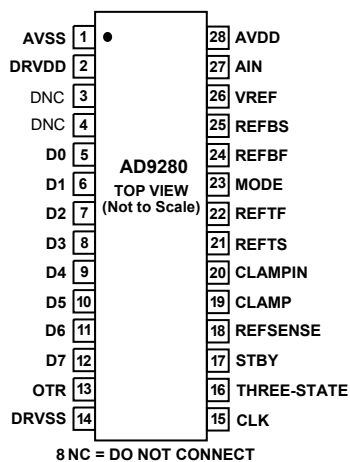 AVSS 1 28 AVDD
DRVDD 2 27 AIN
DNC 3 26 VREF
DNC 4 25 REFBS
D0 5 24 REFBF
D1 6 23 MODE
D2 7 22 REFTF
D3 8 21 REFTS
D4 9 20 CLAMPIN
D5 10 19 CLAMP
D6 11 18 REFSENSE
D7 12 17 STBY
OTR 13 16 THREE-STATE
DRVSS 14 15 CLK
AD9280
TOP VIEW
(Not to Scale)
8 NC = DO NOT CONNECT